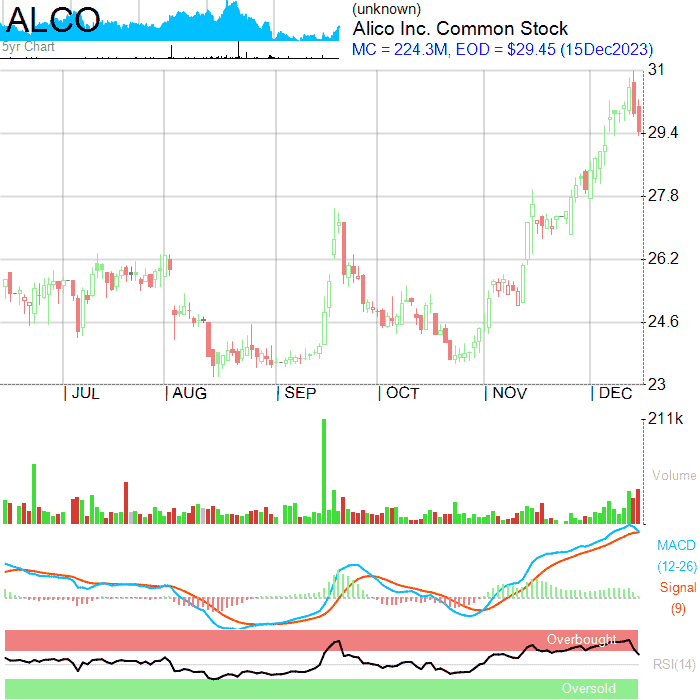 ALCO
5yr Chart
(unknown)
Alico Inc. Common Stock
MC = 224.3M, EOD = $29.45 (15Dec2023)
31
29.4
27.8
26.2
24.6
23
JUL AUG SEP OCT NOV DEC
211k
Volume
MACD
(12-26)
Signal
(9)
Overbought
RSI(14)
Oversold